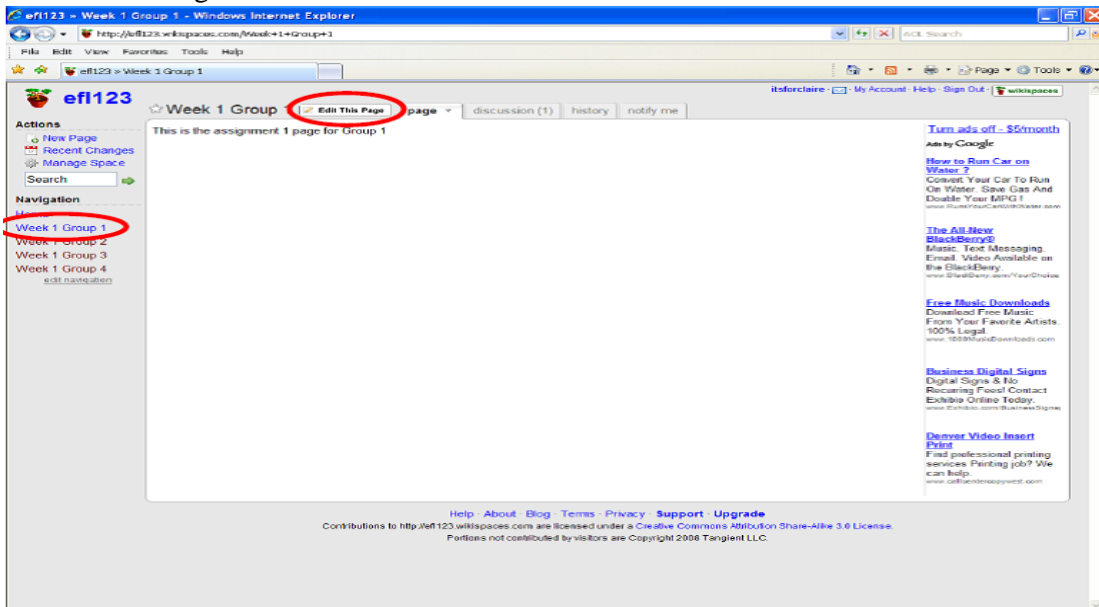 efl123 » Week 1 Group 1 - Windows Internet Explorer
http://efl123.wikispaces.com/Week+1+Group+1
AOL Search
File Edit View Favorites Tools Help
efl123 » Week 1 Group 1
Page Tools
itsforclaire · My Account · Help · Sign Out · wikispaces
efl123
Week 1 Group 1 Edit This Page page discussion (1) history notify me
Actions
New Page
Recent Changes
Manage Space
Search
Navigation
Home
Week 1 Group 1
Week 1 Group 2
Week 1 Group 3
Week 1 Group 4
edit navigation
This is the assignment 1 page for Group 1
Turn ads off - $5/month
Ads by Google
How to Run Car on
Water ?
Convert Your Car To Run
On Water. Save Gas And
Double Your MPG !
www.RunsYourCarWithWater.com
The All-New
BlackBerry®
Music, Text Messaging,
Email. Video Available on
the BlackBerry.
www.BlackBerry.com/YourChoice
Free Music Downloads
Download Free Music
From Your Favorite Artists.
100% Legal.
www.1000MusicDownloads.com
Business Digital Signs
Digital Signs & No
Recurring Fees! Contact
Exhibio Online Today.
www.Exhibio.com/BusinessSigns
Denver Video Insert
Print
Find professional printing
services Printing job? We
can help.
Help · About · Blog · Terms · Privacy · Support · Upgrade
Contributions to http://efl123.wikispaces.com are licensed under a Creative Commons Attribution Share-Alike 3.0 License.
Portions not contributed by visitors are Copyright 2008 Tangient LLC.